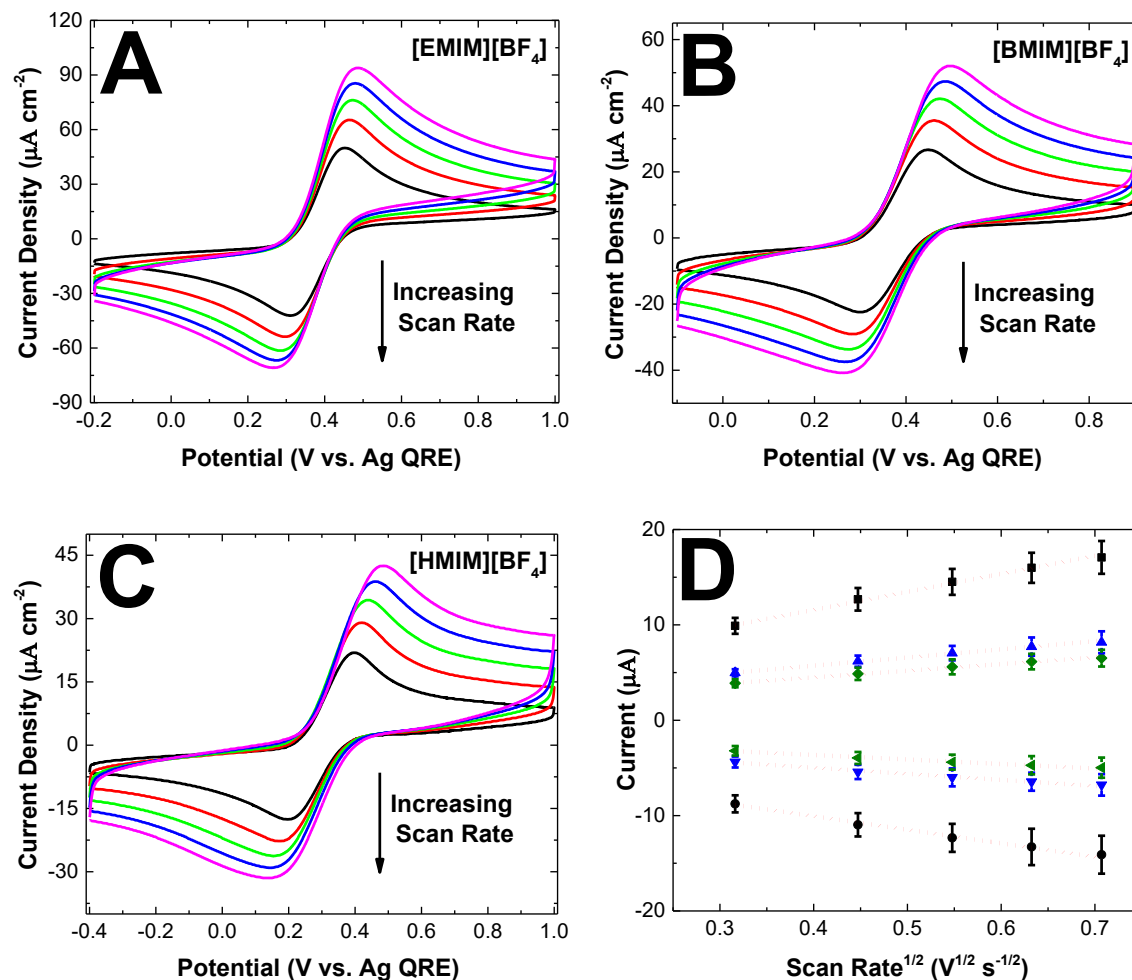 A
[EMIM][BF4]
Current Density (μA cm-2)
120
90
60
30
0
-30
-60
-90
Increasing
Scan Rate
-0.2 0.0 0.2 0.4 0.6 0.8 1.0
Potential (V vs. Ag QRE)
B
[BMIM][BF4]
Current Density (μA cm-2)
60
40
20
0
-20
-40
Increasing
Scan Rate
0.0 0.2 0.4 0.6 0.8
Potential (V vs. Ag QRE)
C
[HMIM][BF4]
Current Density (μA cm-2)
45
30
15
0
-15
-30
Increasing
Scan Rate
-0.4 -0.2 0.0 0.2 0.4 0.6 0.8 1.0
Potential (V vs. Ag QRE)
D
Current (μA)
20
10
0
-10
-20
0.3 0.4 0.5 0.6 0.7
Scan Rate1/2 (V1/2 s-1/2)